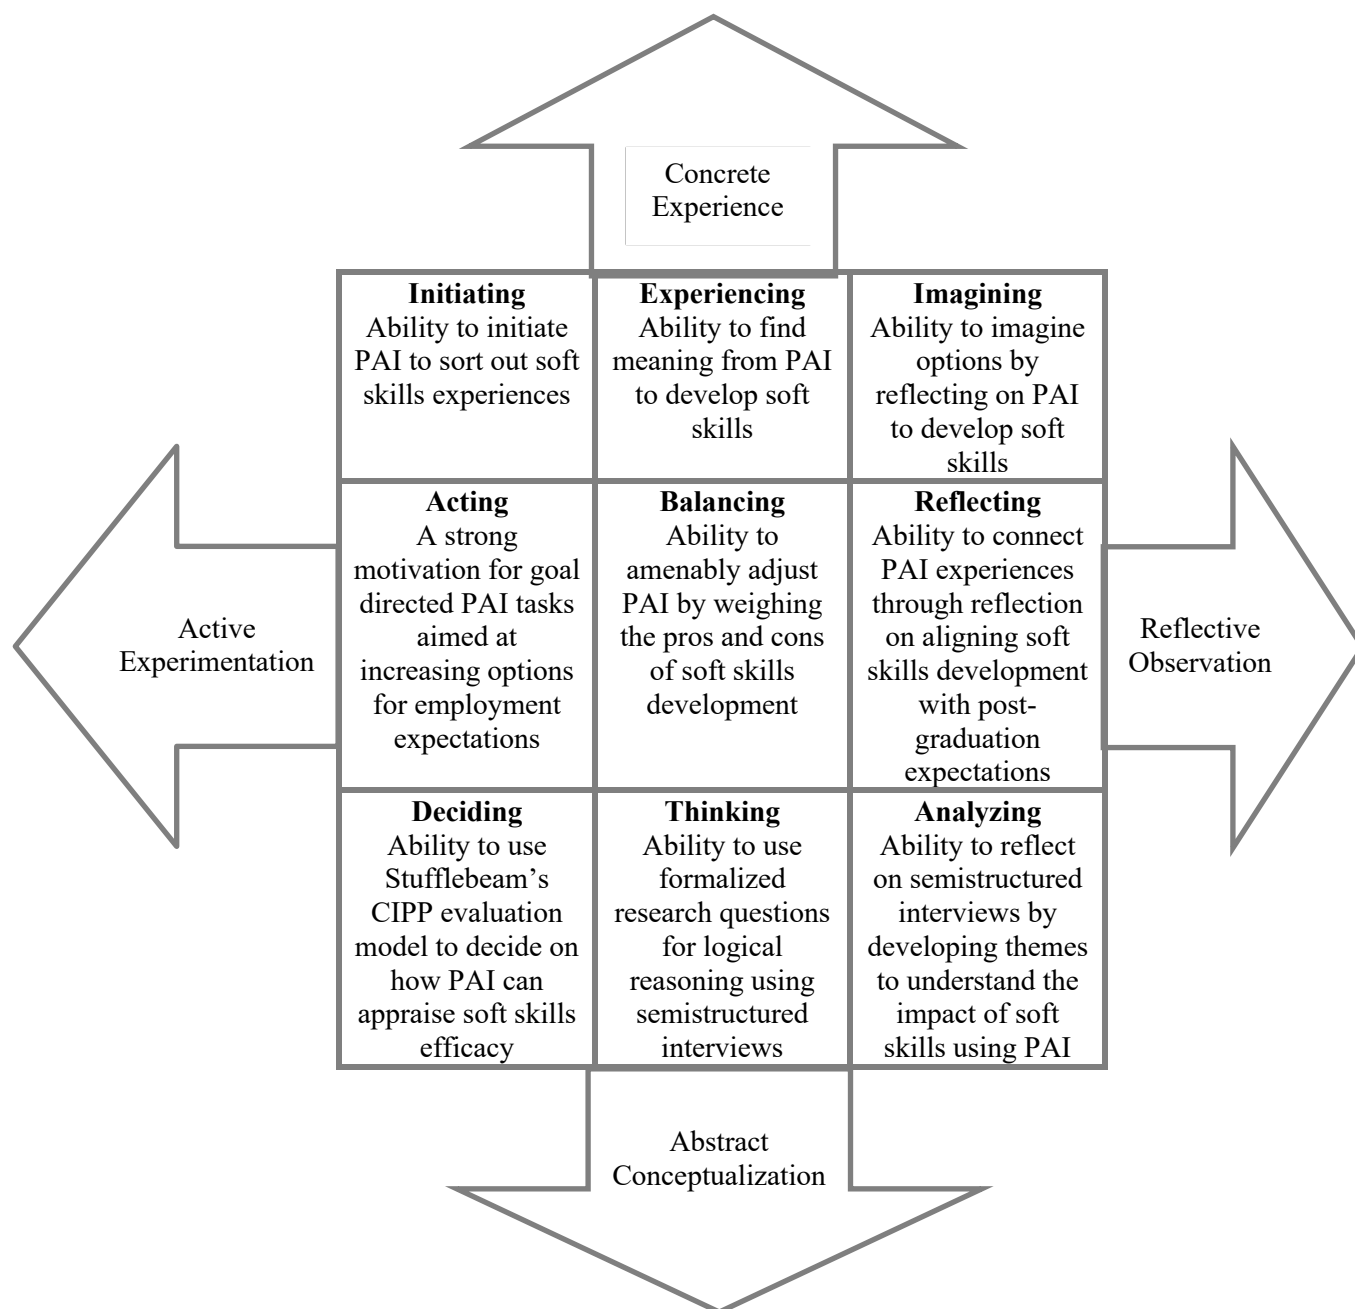 Concrete
Experience
Initiating
Ability to initiate
PAI to sort out soft
skills experiences
Experiencing
Ability to find
meaning from PAI
to develop soft
skills
Imagining
Ability to imagine
options by
reflecting on PAI
to develop soft
skills
Active
Experimentation
Acting
A strong
motivation for goal
directed PAI tasks
aimed at
increasing options
for employment
expectations
Balancing
Ability to
amenably adjust
PAI by weighing
the pros and cons
of soft skills
development
Reflecting
Ability to connect
PAI experiences
through reflection
on aligning soft
skills development
with post-
graduation
expectations
Reflective
Observation
Deciding
Ability to use
Stufflebeam’s
CIPP evaluation
model to decide on
how PAI can
appraise soft skills
efficacy
Thinking
Ability to use
formalized
research questions
for logical
reasoning using
semistructured
interviews
Analyzing
Ability to reflect
on semistructured
interviews by
developing themes
to understand the
impact of soft
skills using PAI
Abstract
Conceptualization